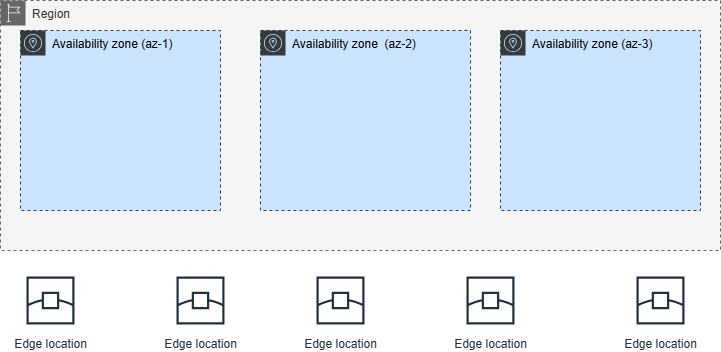 Region
Availability zone (az-1)
Availability zone  (az-2)
Availability zone (az-3)
Edge location
Edge location
Edge location
Edge location
Edge location